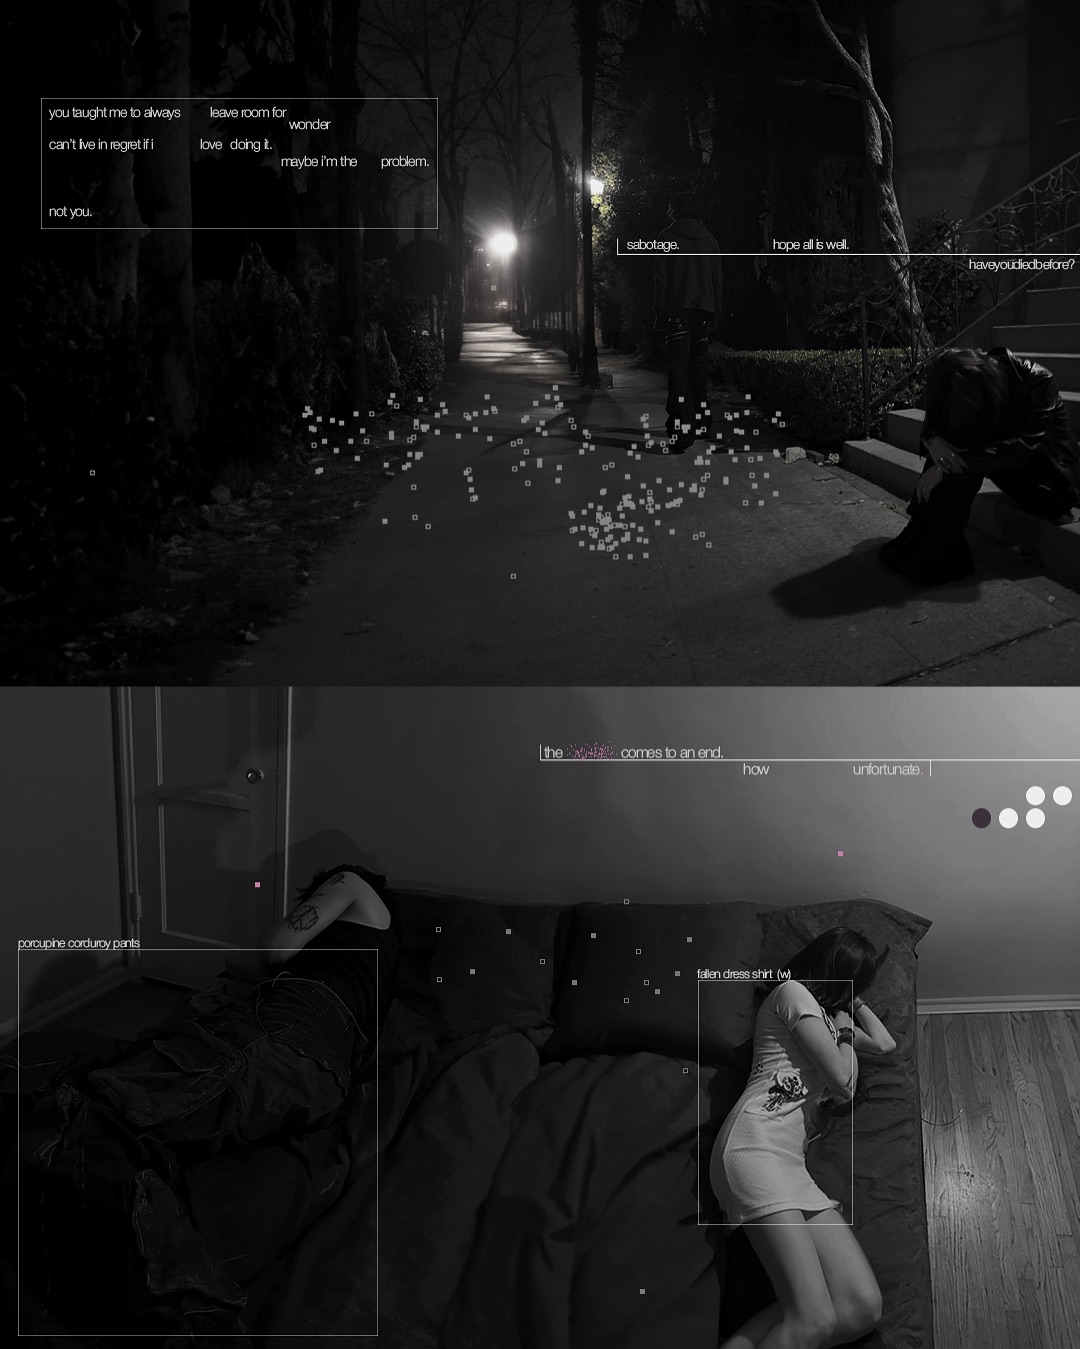 you taught me to always leave room for
wonder
can't live in regret if i love doing it.
maybe i'm the problem.
not you.
sabotage. hope all is well.
haveyoudiedbefore?
the comes to an end.
how unfortunate.
porcupine corduroy pants
fallen dress shirt (w)